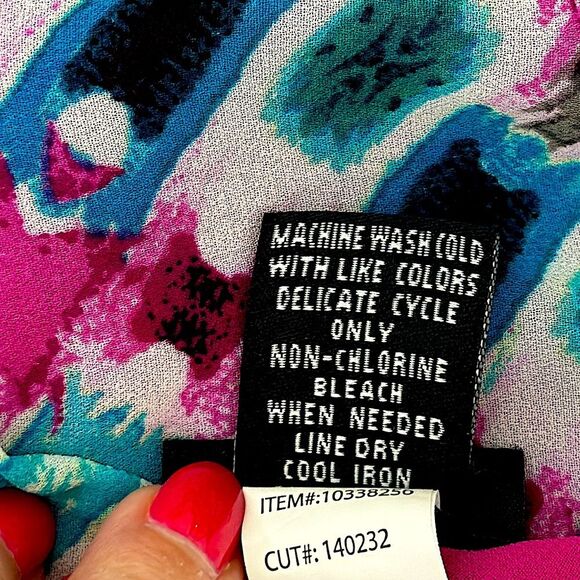 MACHINE WASH COLD
WITH LIKE COLORS
DELICATE CYCLE
ONLY
NON-CHLORINE
BLEACH
WHEN NEEDED
LINE DRY
COOL IRON
ITEM#:10338256
CUT#: 140232